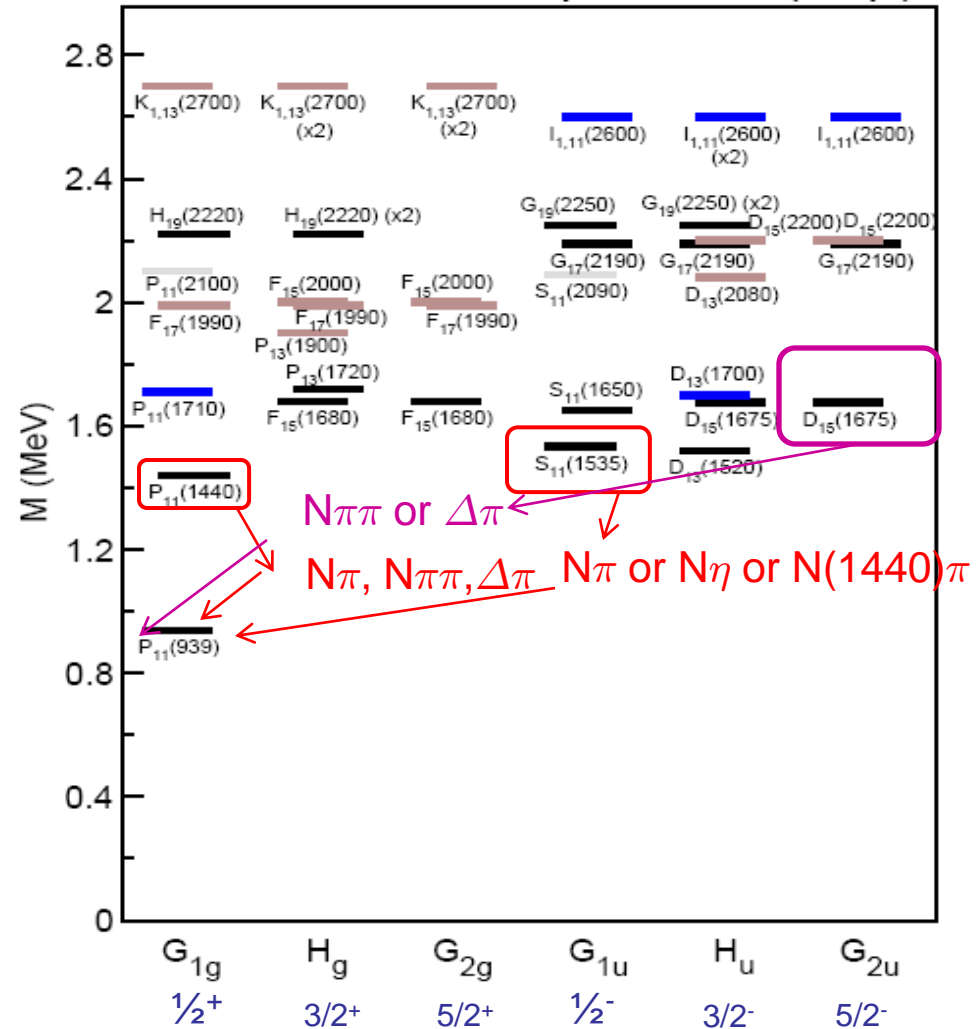 2.8
K1,13(2700) K1,13(2700) K1,13(2700)
(x2) (x2)
I1,11(2600) I1,11(2600) I1,11(2600)
(x2)
2.4
H19(2220) H19(2220) (x2) G19(2250) G19(2250) (x2)
D15(2200) D15(2200)
G17(2190) G17(2190) G17(2190)
P11(2100) F15(2000) F15(2000) S11(2090) D13(2080)
2
F17(1990) F17(1990) F17(1990)
P13(1900)
P13(1720) D13(1700)
P11(1710) F15(1680) F15(1680) S11(1650) D15(1675) D15(1675)
1.6
S11(1535) D13(1520)
P11(1440)
Nππ or Δπ
1.2
Nπ, Nππ,Δπ Nπ or Nη or N(1440)π
P11(939)
0.8
0.4
0
M (MeV)
G1g Hg G2g G1u Hu G2u
½+ 3/2+ 5/2+ ½- 3/2- 5/2-